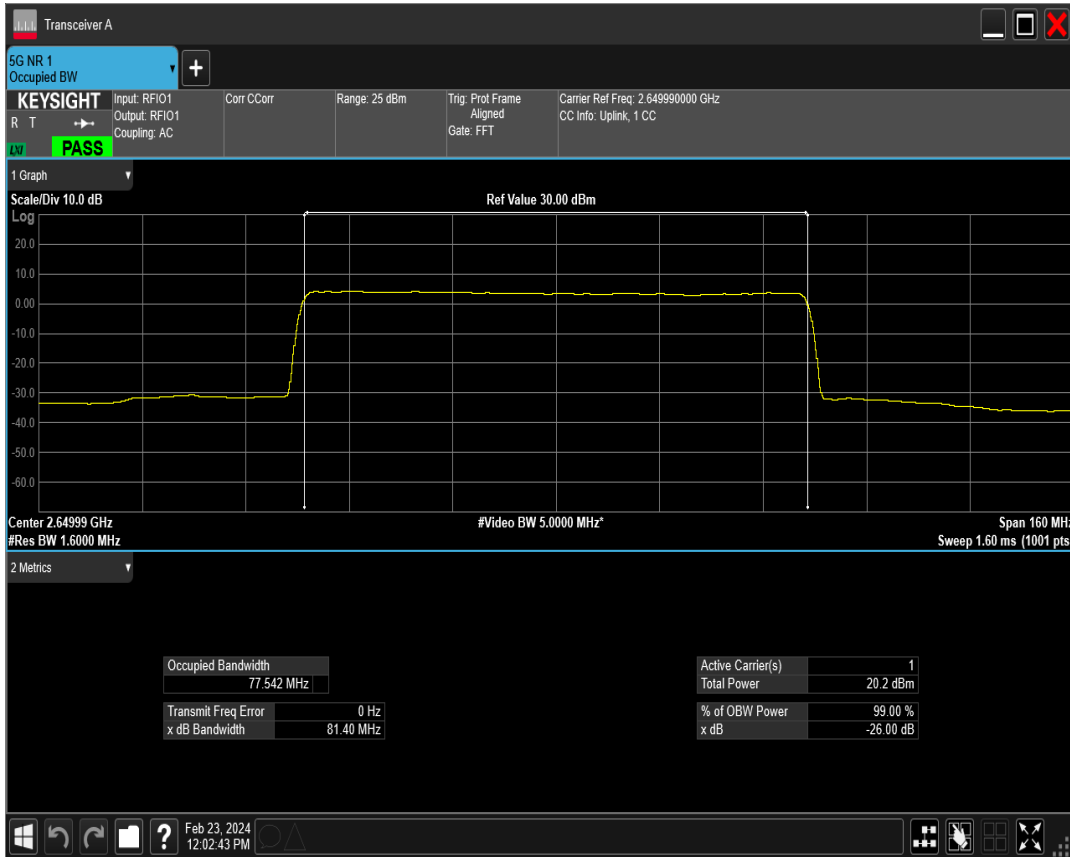 Transceiver A
5G NR 1
Occupied BW
+
KEYSIGHT
R T
LXI
PASS
Input: RFIO1
Output: RFIO1
Coupling: AC
Corr CCorr
Range: 25 dBm
Trig: Prot Frame
Aligned
Gate: FFT
Carrier Ref Freq: 2.649990000 GHz
CC Info: Uplink, 1 CC
1 Graph
Scale/Div 10.0 dB
Ref Value 30.00 dBm
Log
20.0
10.0
0.00
-10.0
-20.0
-30.0
-40.0
-50.0
-60.0
Center 2.64999 GHz
#Video BW 5.0000 MHz*
Span 160 MHz
#Res BW 1.6000 MHz
Sweep 1.60 ms (1001 pts
2 Metrics
Occupied Bandwidth
77.542 MHz
Transmit Freq Error 0 Hz
x dB Bandwidth 81.40 MHz
Active Carrier(s) 1
Total Power 20.2 dBm
% of OBW Power 99.00 %
x dB -26.00 dB
?
Feb 23, 2024
12:02:43 PM